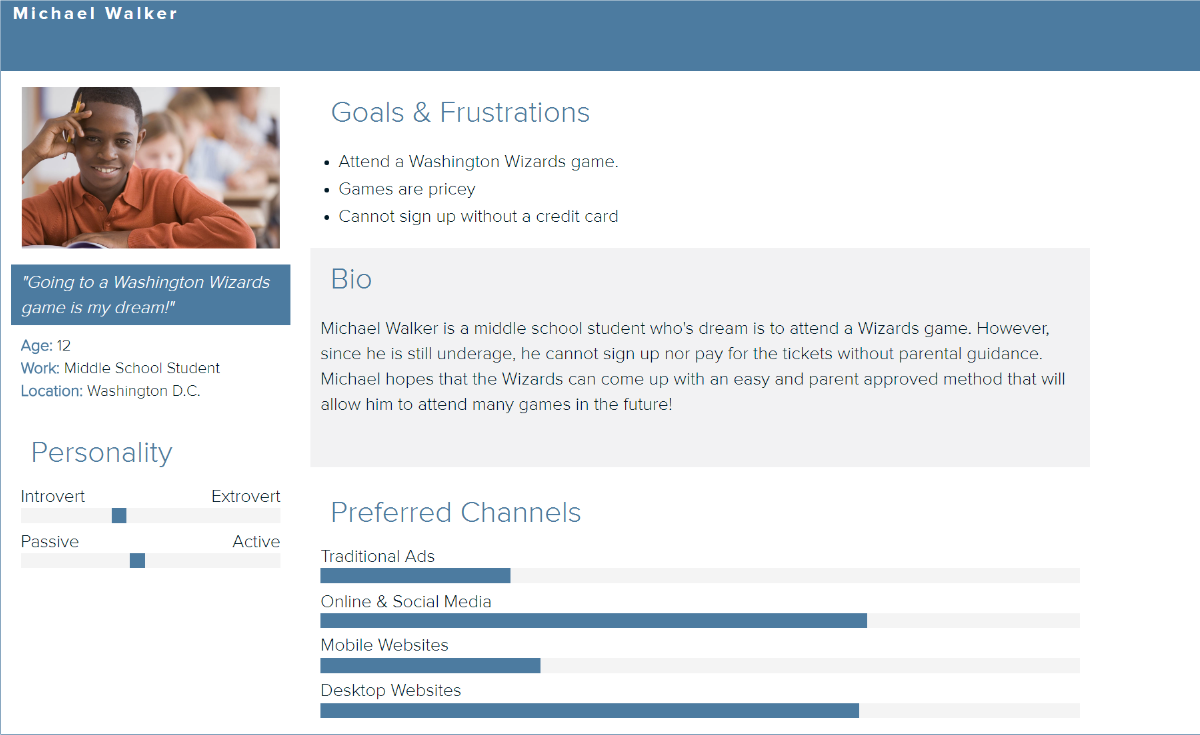 Michael Walker
"Going to a Washington Wizards
game is my dream!"
Age: 12
Work: Middle School Student
Location: Washington D.C.
Personality
Introvert Extrovert
Passive Active
Goals & Frustrations
• Attend a Washington Wizards game.
• Games are pricey
• Cannot sign up without a credit card
Bio
Michael Walker is a middle school student who's dream is to attend a Wizards game. However,
since he is still underage, he cannot sign up nor pay for the tickets without parental guidance.
Michael hopes that the Wizards can come up with an easy and parent approved method that will
allow him to attend many games in the future!
Preferred Channels
Traditional Ads
Online & Social Media
Mobile Websites
Desktop Websites